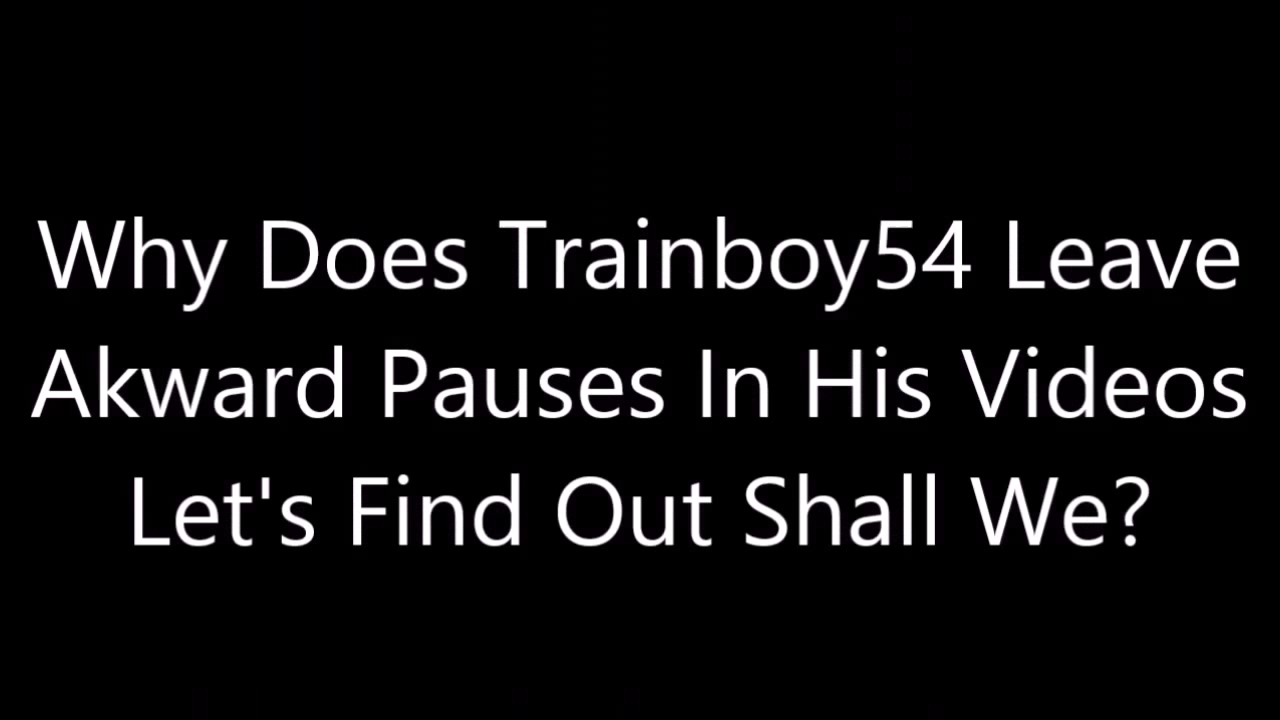 Why Does Trainboy54 Leave
Akward Pauses In His Videos
Let's Find Out Shall We?